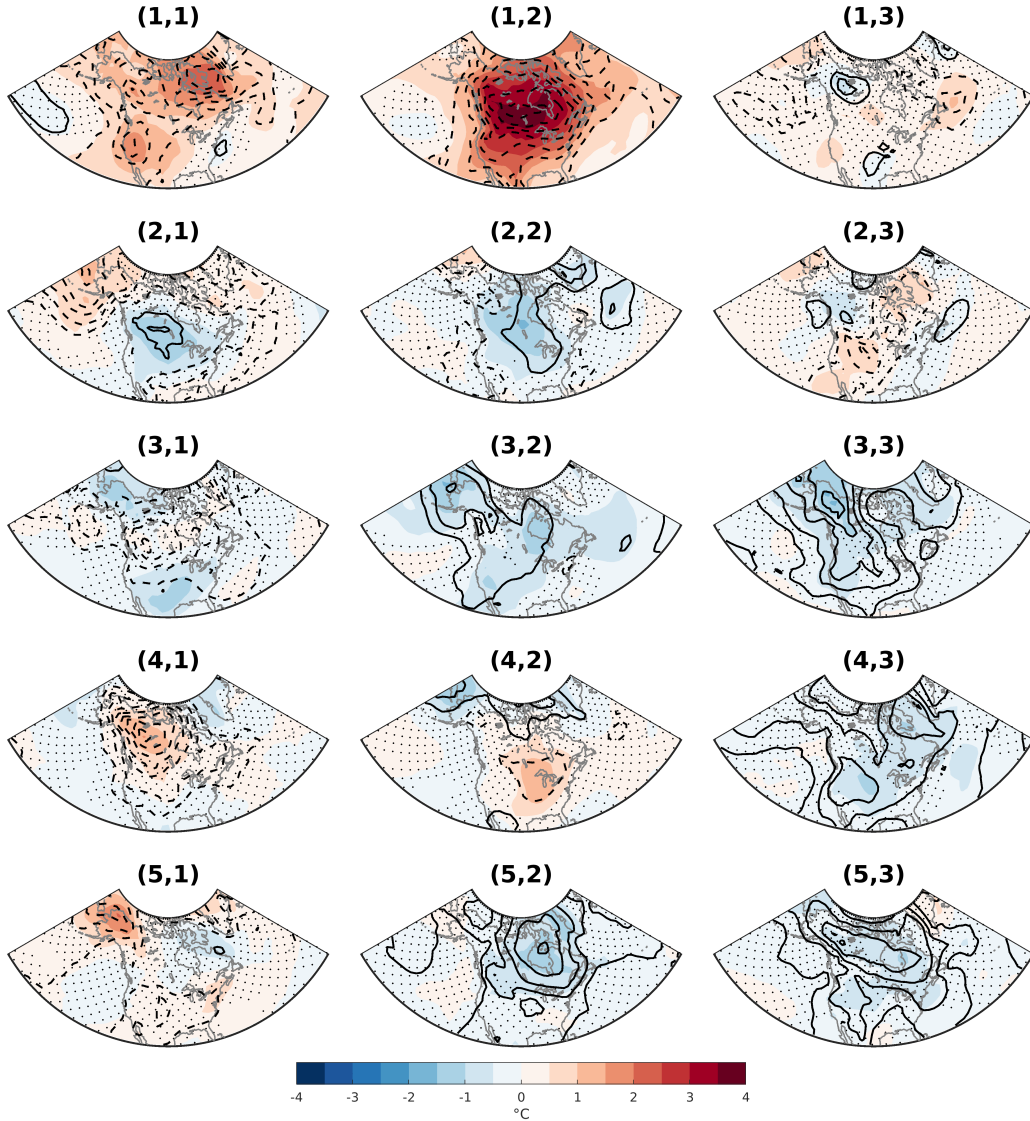 (1,1) (1,2) (1,3)
(2,1) (2,2) (2,3)
(3,1) (3,2) (3,3)
(4,1) (4,2) (4,3)
(5,1) (5,2) (5,3)
-4 -3 -2 -1 0 1 2 3 4
°C